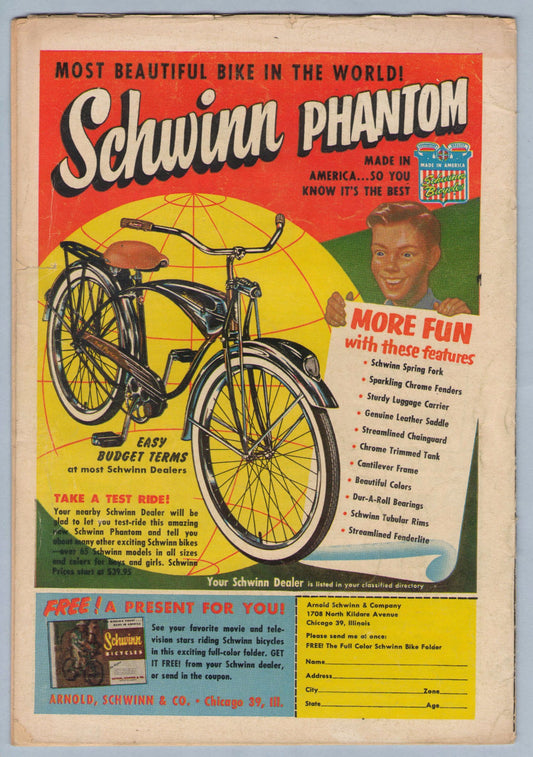 MOST BEAUTIFUL BIKE IN THE WORLD!
Schwinn PHANTOM
MADE IN
AMERICA...SO YOU
KNOW IT'S THE BEST
MADE IN AMERICA
Schwinn
Bicycles
MORE FUN
with these features
• Schwinn Spring Fork
• Sparkling Chrome Fenders
• Sturdy Luggage Carrier
• Genuine Leather Saddle
• Streamlined Chainguard
• Chrome Trimmed Tank
• Cantilever Frame
• Beautiful Colors
• Dur-A-Roll Bearings
• Schwinn Tubular Rims
• Streamlined Fenderlite
EASY
BUDGET TERMS
at most Schwinn Dealers
TAKE A TEST RIDE!
Your nearby Schwinn Dealer will be
glad to let you test-ride this amazing
new Schwinn Phantom and tell you
about many other exciting Schwinn bikes
—over 65 Schwinn models in all sizes
and colors for boys and girls. Schwinn
Prices start at $39.95
Your Schwinn Dealer is listed in your classified directory
FREE! A PRESENT FOR YOU!
Schwinn
BICYCLES
See your favorite movie and tele-
vision stars riding Schwinn bicycles
in this exciting full-color folder. GET
IT FREE! from your Schwinn dealer,
or send in the coupon.
ARNOLD, SCHWINN & CO. • Chicago 39, Ill.
Arnold Schwinn & Company
1708 North Kildare Avenue
Chicago 39, Illinois
Please send me at once:
FREE! The Full Color Schwinn Bike Folder
Name
Address
City Zone
State Age